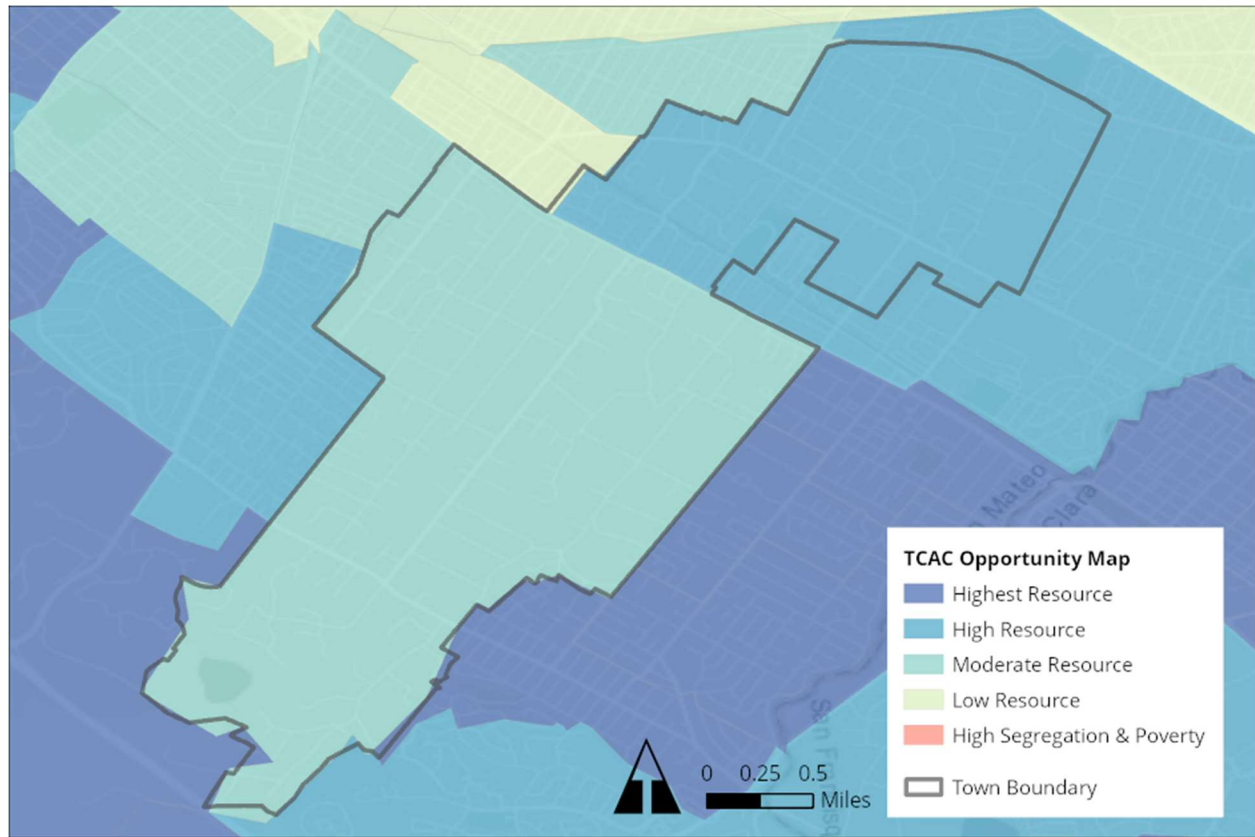 Mateo
Clara
San
TCAC Opportunity Map
Highest Resource
High Resource
Moderate Resource
Low Resource
High Segregation & Poverty
Town Boundary
0 0.25 0.5
Miles